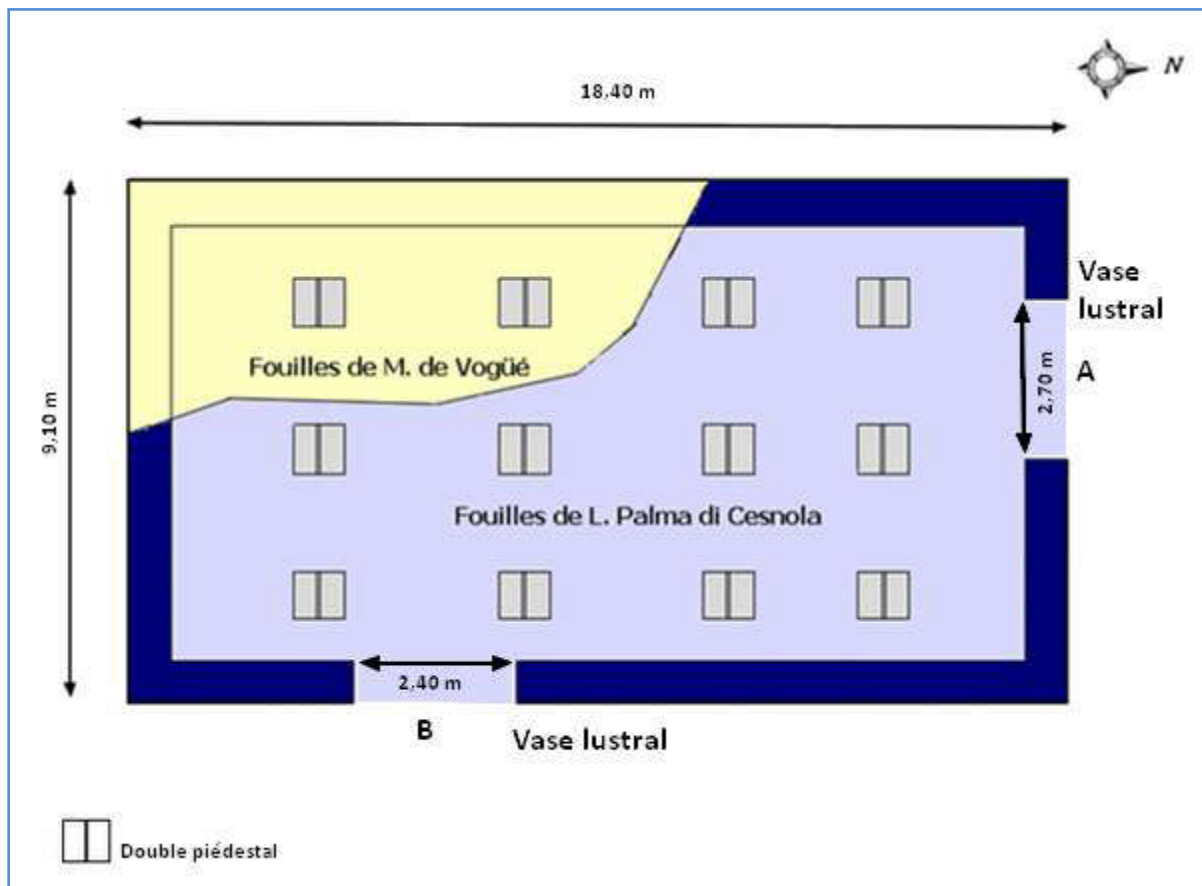 N
18,40 m
9,10 m
Vase
lustral
A
2,70 m
Fouilles de M. de Vogüé
Fouilles de L. Palma di Cesnola
2,40 m
B
Vase lustral
Double piédestal